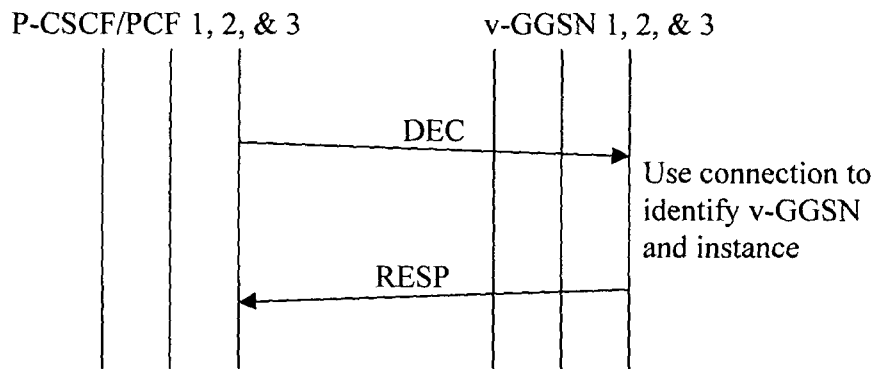 P-CSCF/PCF 1, 2, & 3
v-GGSN 1, 2, & 3
DEC
Use connection to
identify v-GGSN
and instance
RESP